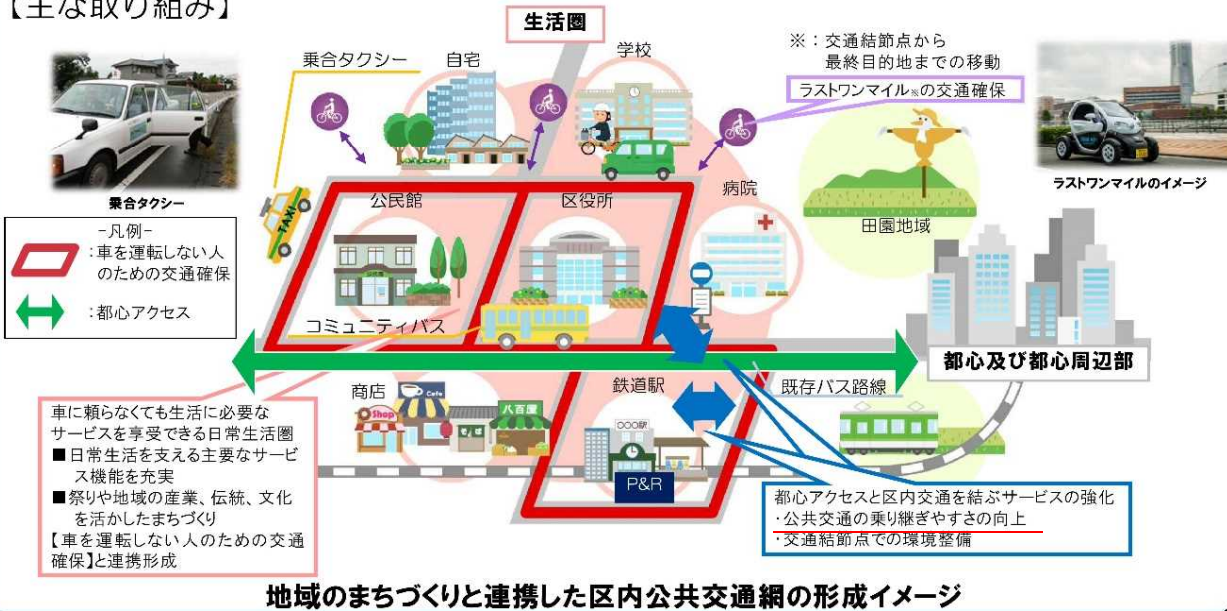 【主な取り組み】
生活圏
乗合タクシー
自宅
学校
※：交通結節点から
最終目的地までの移動
ラストワンマイル※の交通確保
乗合タクシー
ラストワンマイルのイメージ
TAXI
公民館
区役所
病院
田園地域
-凡例-
:車を運転しない人
のための交通確保
:都心アクセス
コミュニティバス
都心及び都心周辺部
商店
鉄道駅
既存バス路線
Shop
Cafe
そば
八百屋
〇〇〇駅
P&R
車に頼らなくても生活に必要な
サービスを享受できる日常生活圏
■日常生活を支える主要なサービ
ス機能を充実
■祭りや地域の産業、伝統、文化
を活かしたまちづくり
【車を運転しない人のための交通
確保】と連携形成
都心アクセスと区内交通を結ぶサービスの強化
・公共交通の乗り継ぎやすさの向上
・交通結節点での環境整備
地域のまちづくりと連携した区内公共交通網の形成イメージ